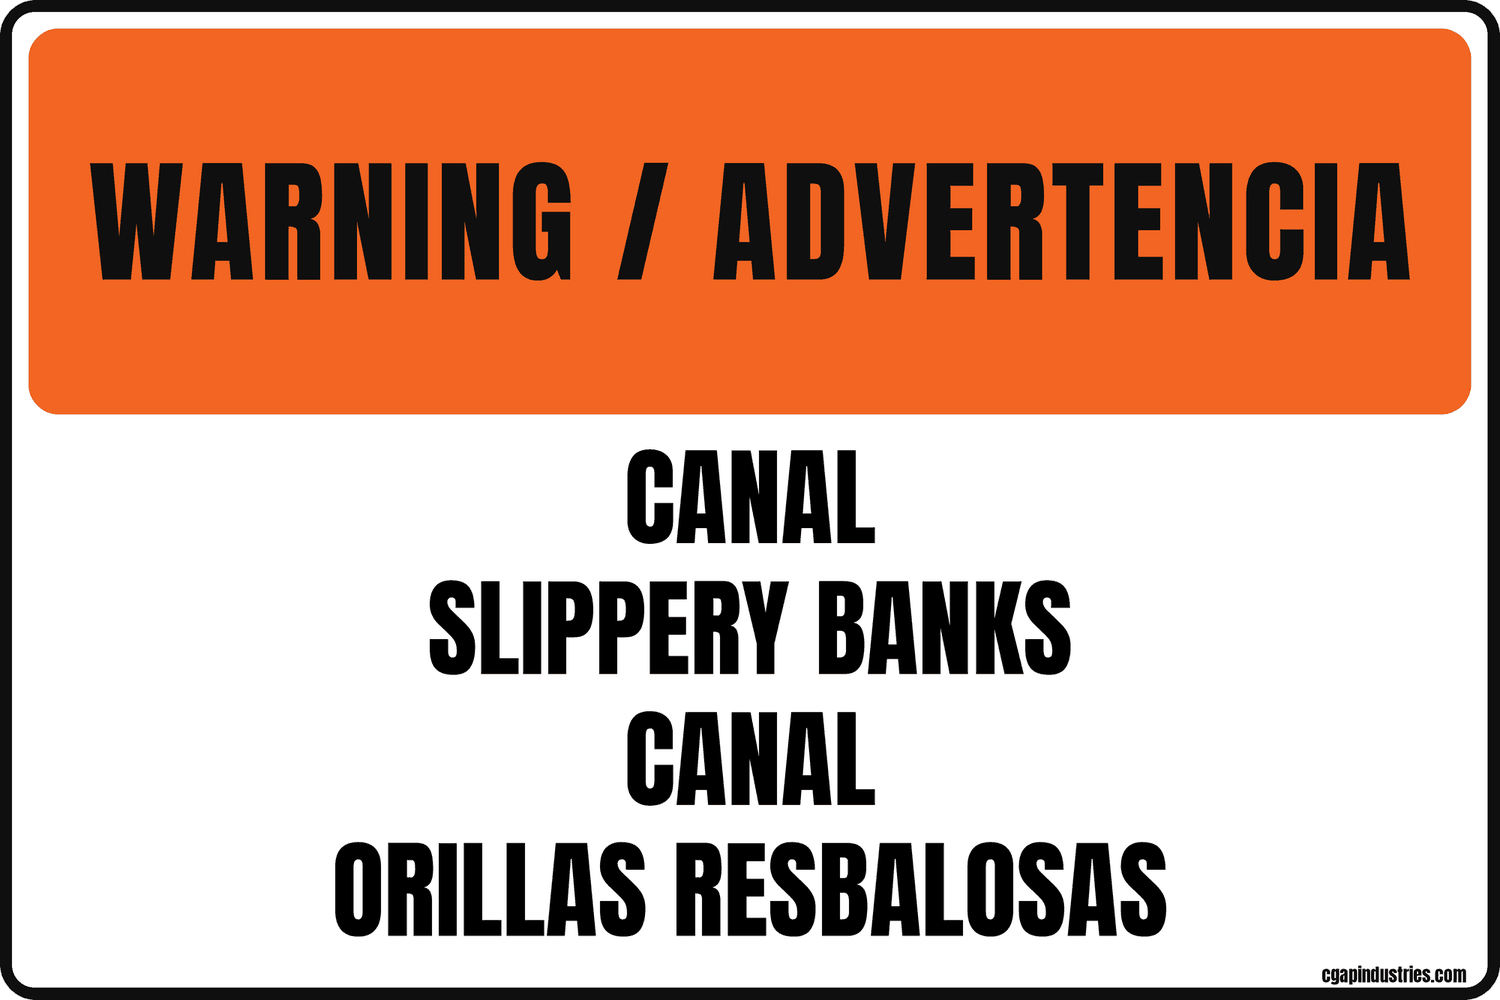 WARNING / ADVERTENCIA
CANAL
SLIPPERY BANKS
CANAL
ORILLAS RESBALOSAS
cgapindustries.com